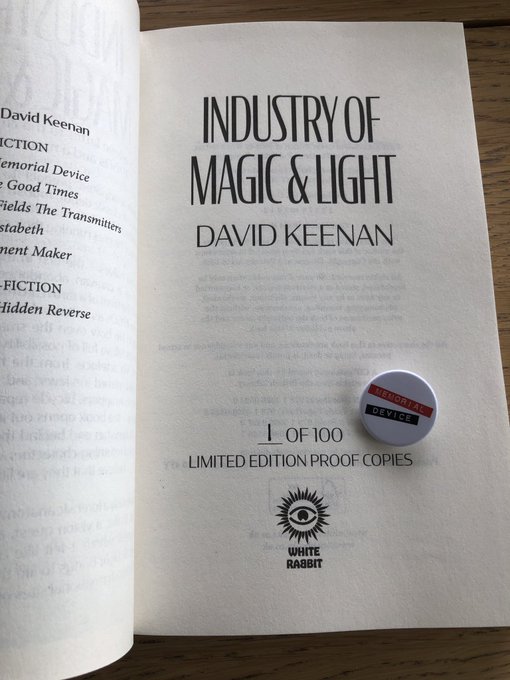 David Keenan
ICTION
emorial Device
e Good Times
Fields The Transmitters
stabeth
ment Maker
-FICTION
Hidden Reverse
INDUSTRY OF
MAGIC & LIGHT
DAVID KEENAN
MEMORIAL
DEVICE
1 OF 100
LIMITED EDITION PROOF COPIES
WHITE
RABBIT